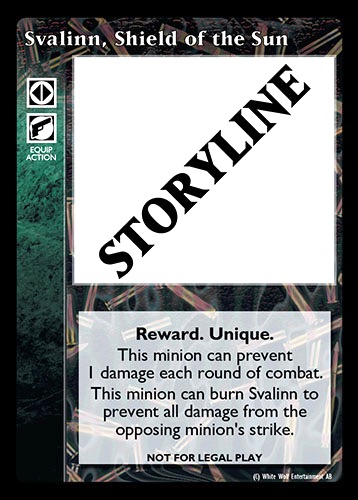 Svalinn, Shield of the Sun
EQUIP
ACTION
STORYLINE
Reward. Unique.
This minion can prevent
1 damage each round of combat.
This minion can burn Svalinn to
prevent all damage from the
opposing minion's strike.
NOT FOR LEGAL PLAY
(C) White Wolf Entertainment AB